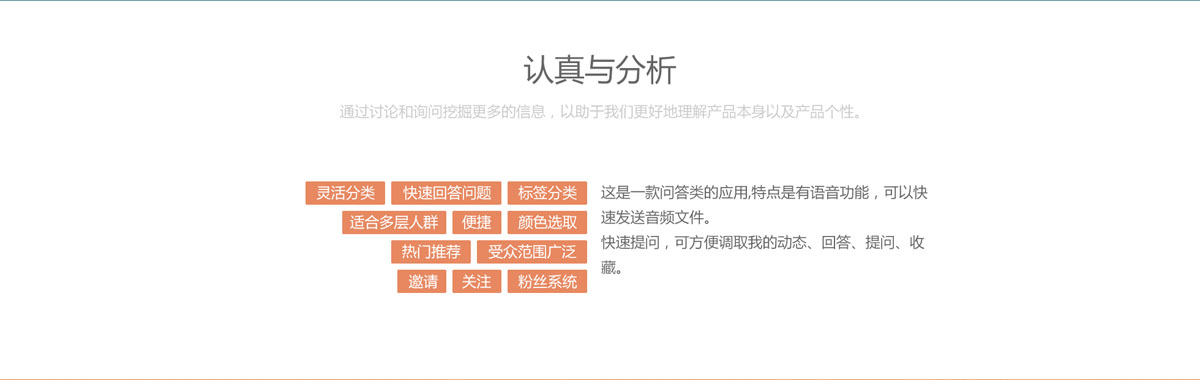 认真与分析
通过讨论和询问挖掘更多的信息，以助于我们更好地理解产品本身以及产品个性。
灵活分类 快速回答问题 标签分类
适合多层人群 便捷 颜色选取
热门推荐 受众范围广泛
邀请 关注 粉丝系统
这是一款问答类的应用,特点是有语音功能，可以快
速发送音频文件。
快速提问，可方便调取我的动态、回答、提问、收
藏。